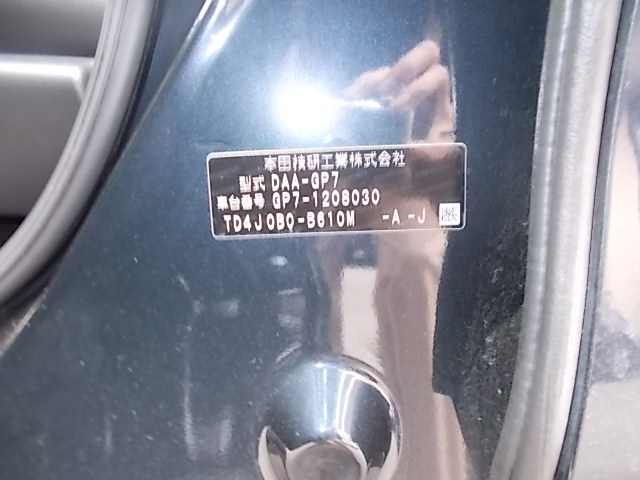 本田技研工業株式会社
型式 DAA-GP7
車台番号 GP7-1208030
TD4J0B0-B610M -A -J